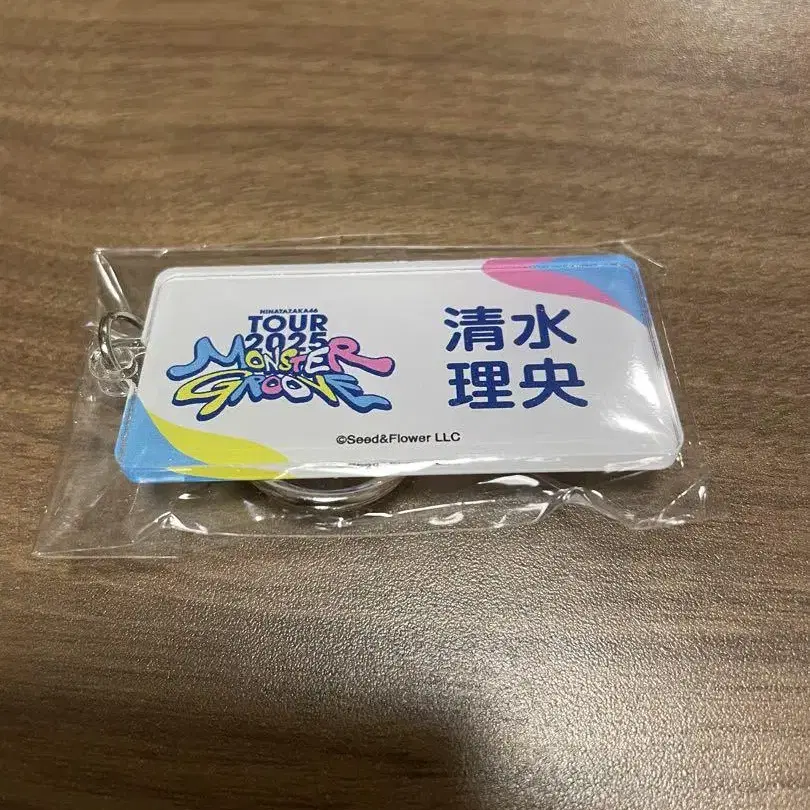 HINATAZAKA46
TOUR
2025
MONSTER
GROOVE
清水
理央
©Seed&Flower LLC